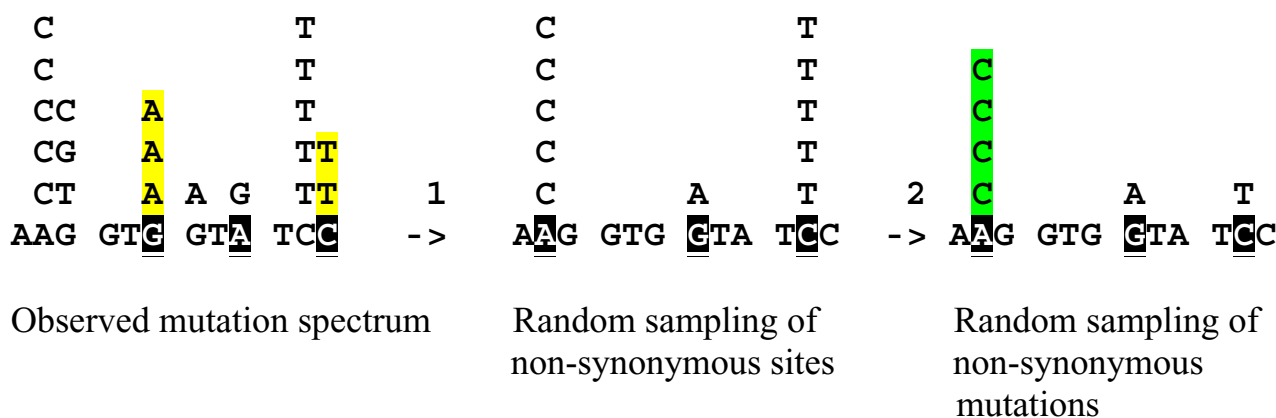 C T C T
C T C T C
CC A T C T C
CG A TT C T C
CT A A G TT 1 C A T 2 C A T
AAG GTG GTA TCC -> AAG GTG GTA TCC -> AAG GTG GTA TCC
Observed mutation spectrum
Random sampling of
non-synonymous sites
Random sampling of
non-synonymous
mutations